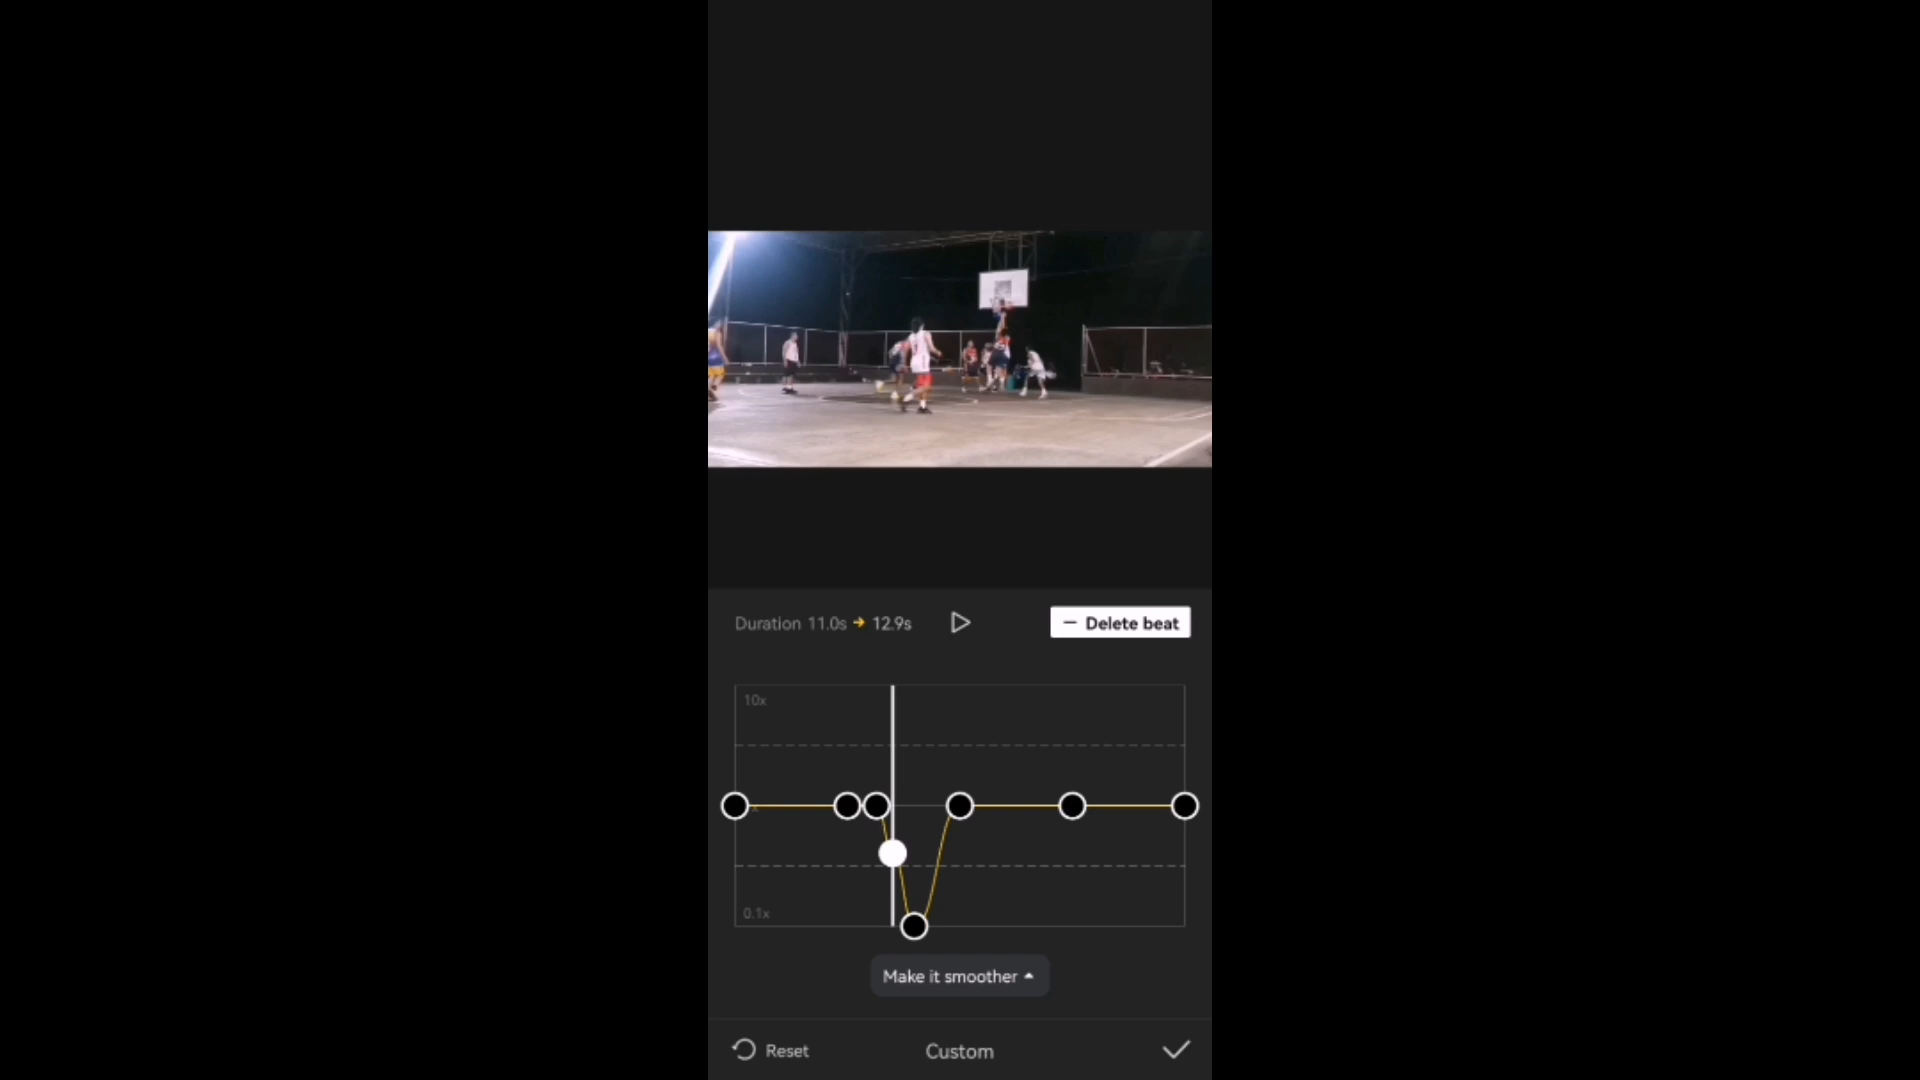 Duration 11.0s → 12.9s
− Delete beat
10x
0.1x
Make it smoother
Reset
Custom